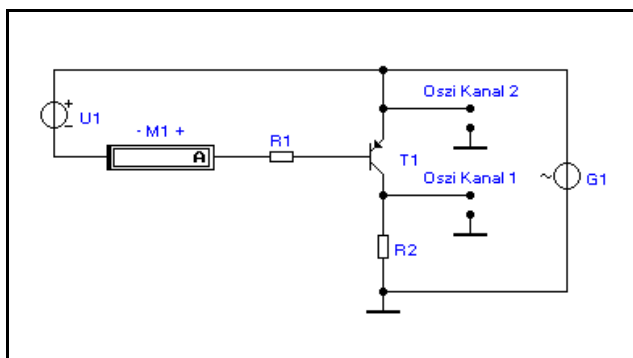 Oszi Kanal 2
+
U1
-
- M1 +
A
R1
T1
Oszi Kanal 1
~
G1
R2